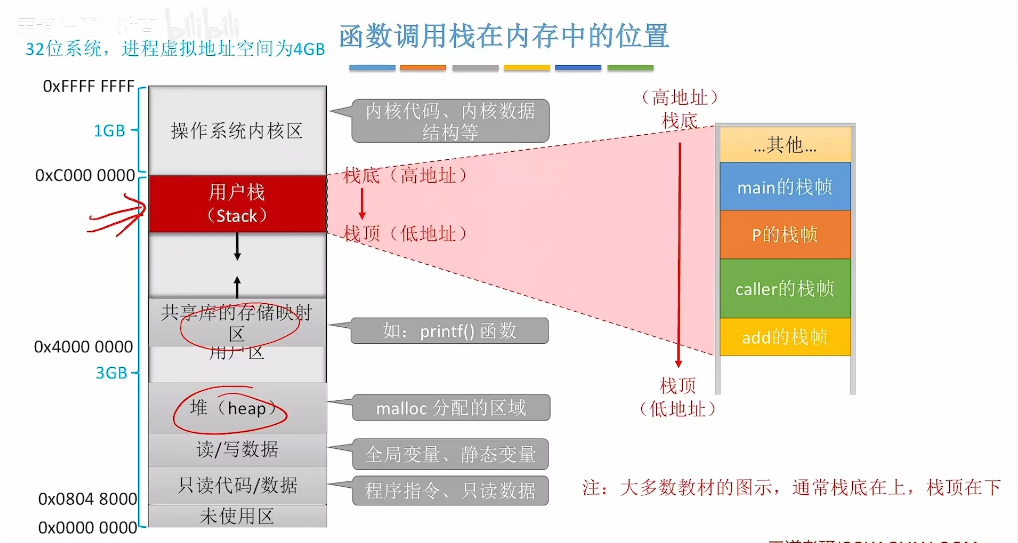 bilibili
函数调用栈在内存中的位置
32位系统，进程虚拟地址空间为4GB
0xFFFF FFFF
1GB
操作系统内核区
内核代码、内核数据
结构等
0xC000 0000
用户栈
（Stack）
栈底（高地址）
栈顶（低地址）
共享库的存储映射
区
如：printf() 函数
0x4000 0000
用户区
3GB
堆（heap）
malloc 分配的区域
读/写数据
全局变量、静态变量
只读代码/数据
程序指令、只读数据
0x0804 8000
未使用区
0x0000 0000
（高地址）
栈底
...其他...
main的栈帧
P的栈帧
caller的栈帧
add的栈帧
栈顶
（低地址）
注：大多数教材的图示，通常栈底在上，栈顶在下